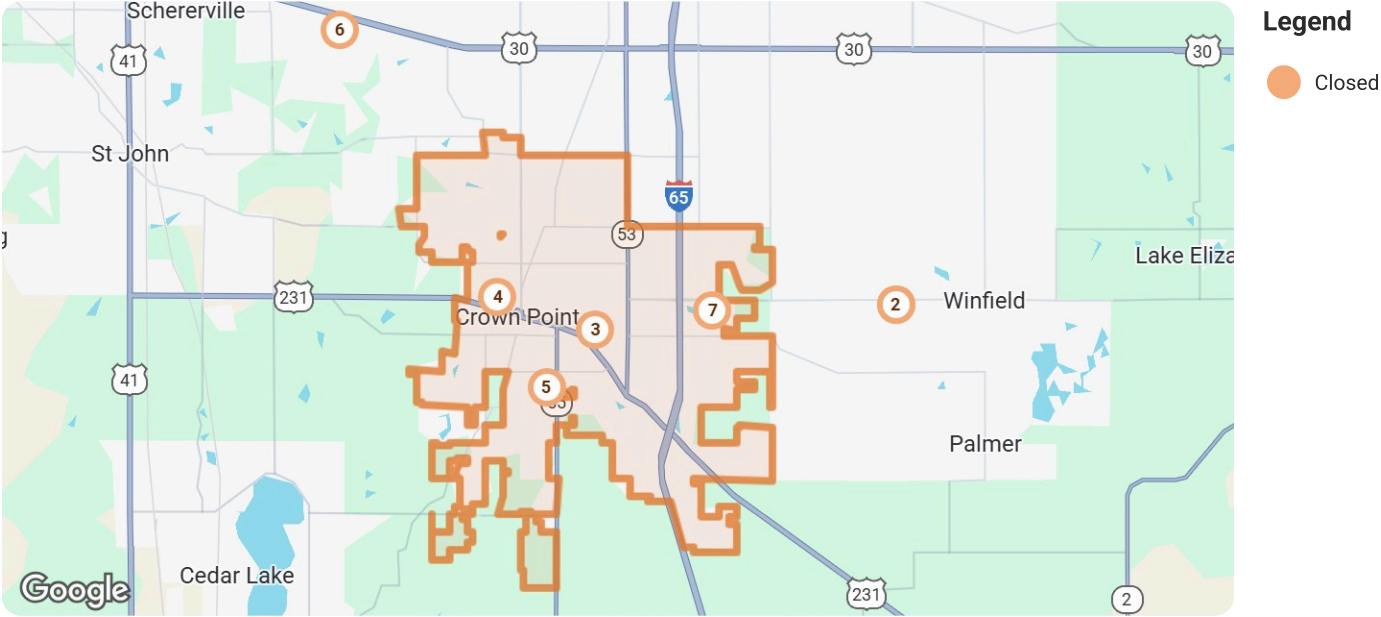 Schererville
6
30
30
30
41
St John
65
53
Lake Eliza
231
4
Crown Point
3
7
2
Winfield
41
5
Palmer
Cedar Lake
Google
231
2
Legend
Closed